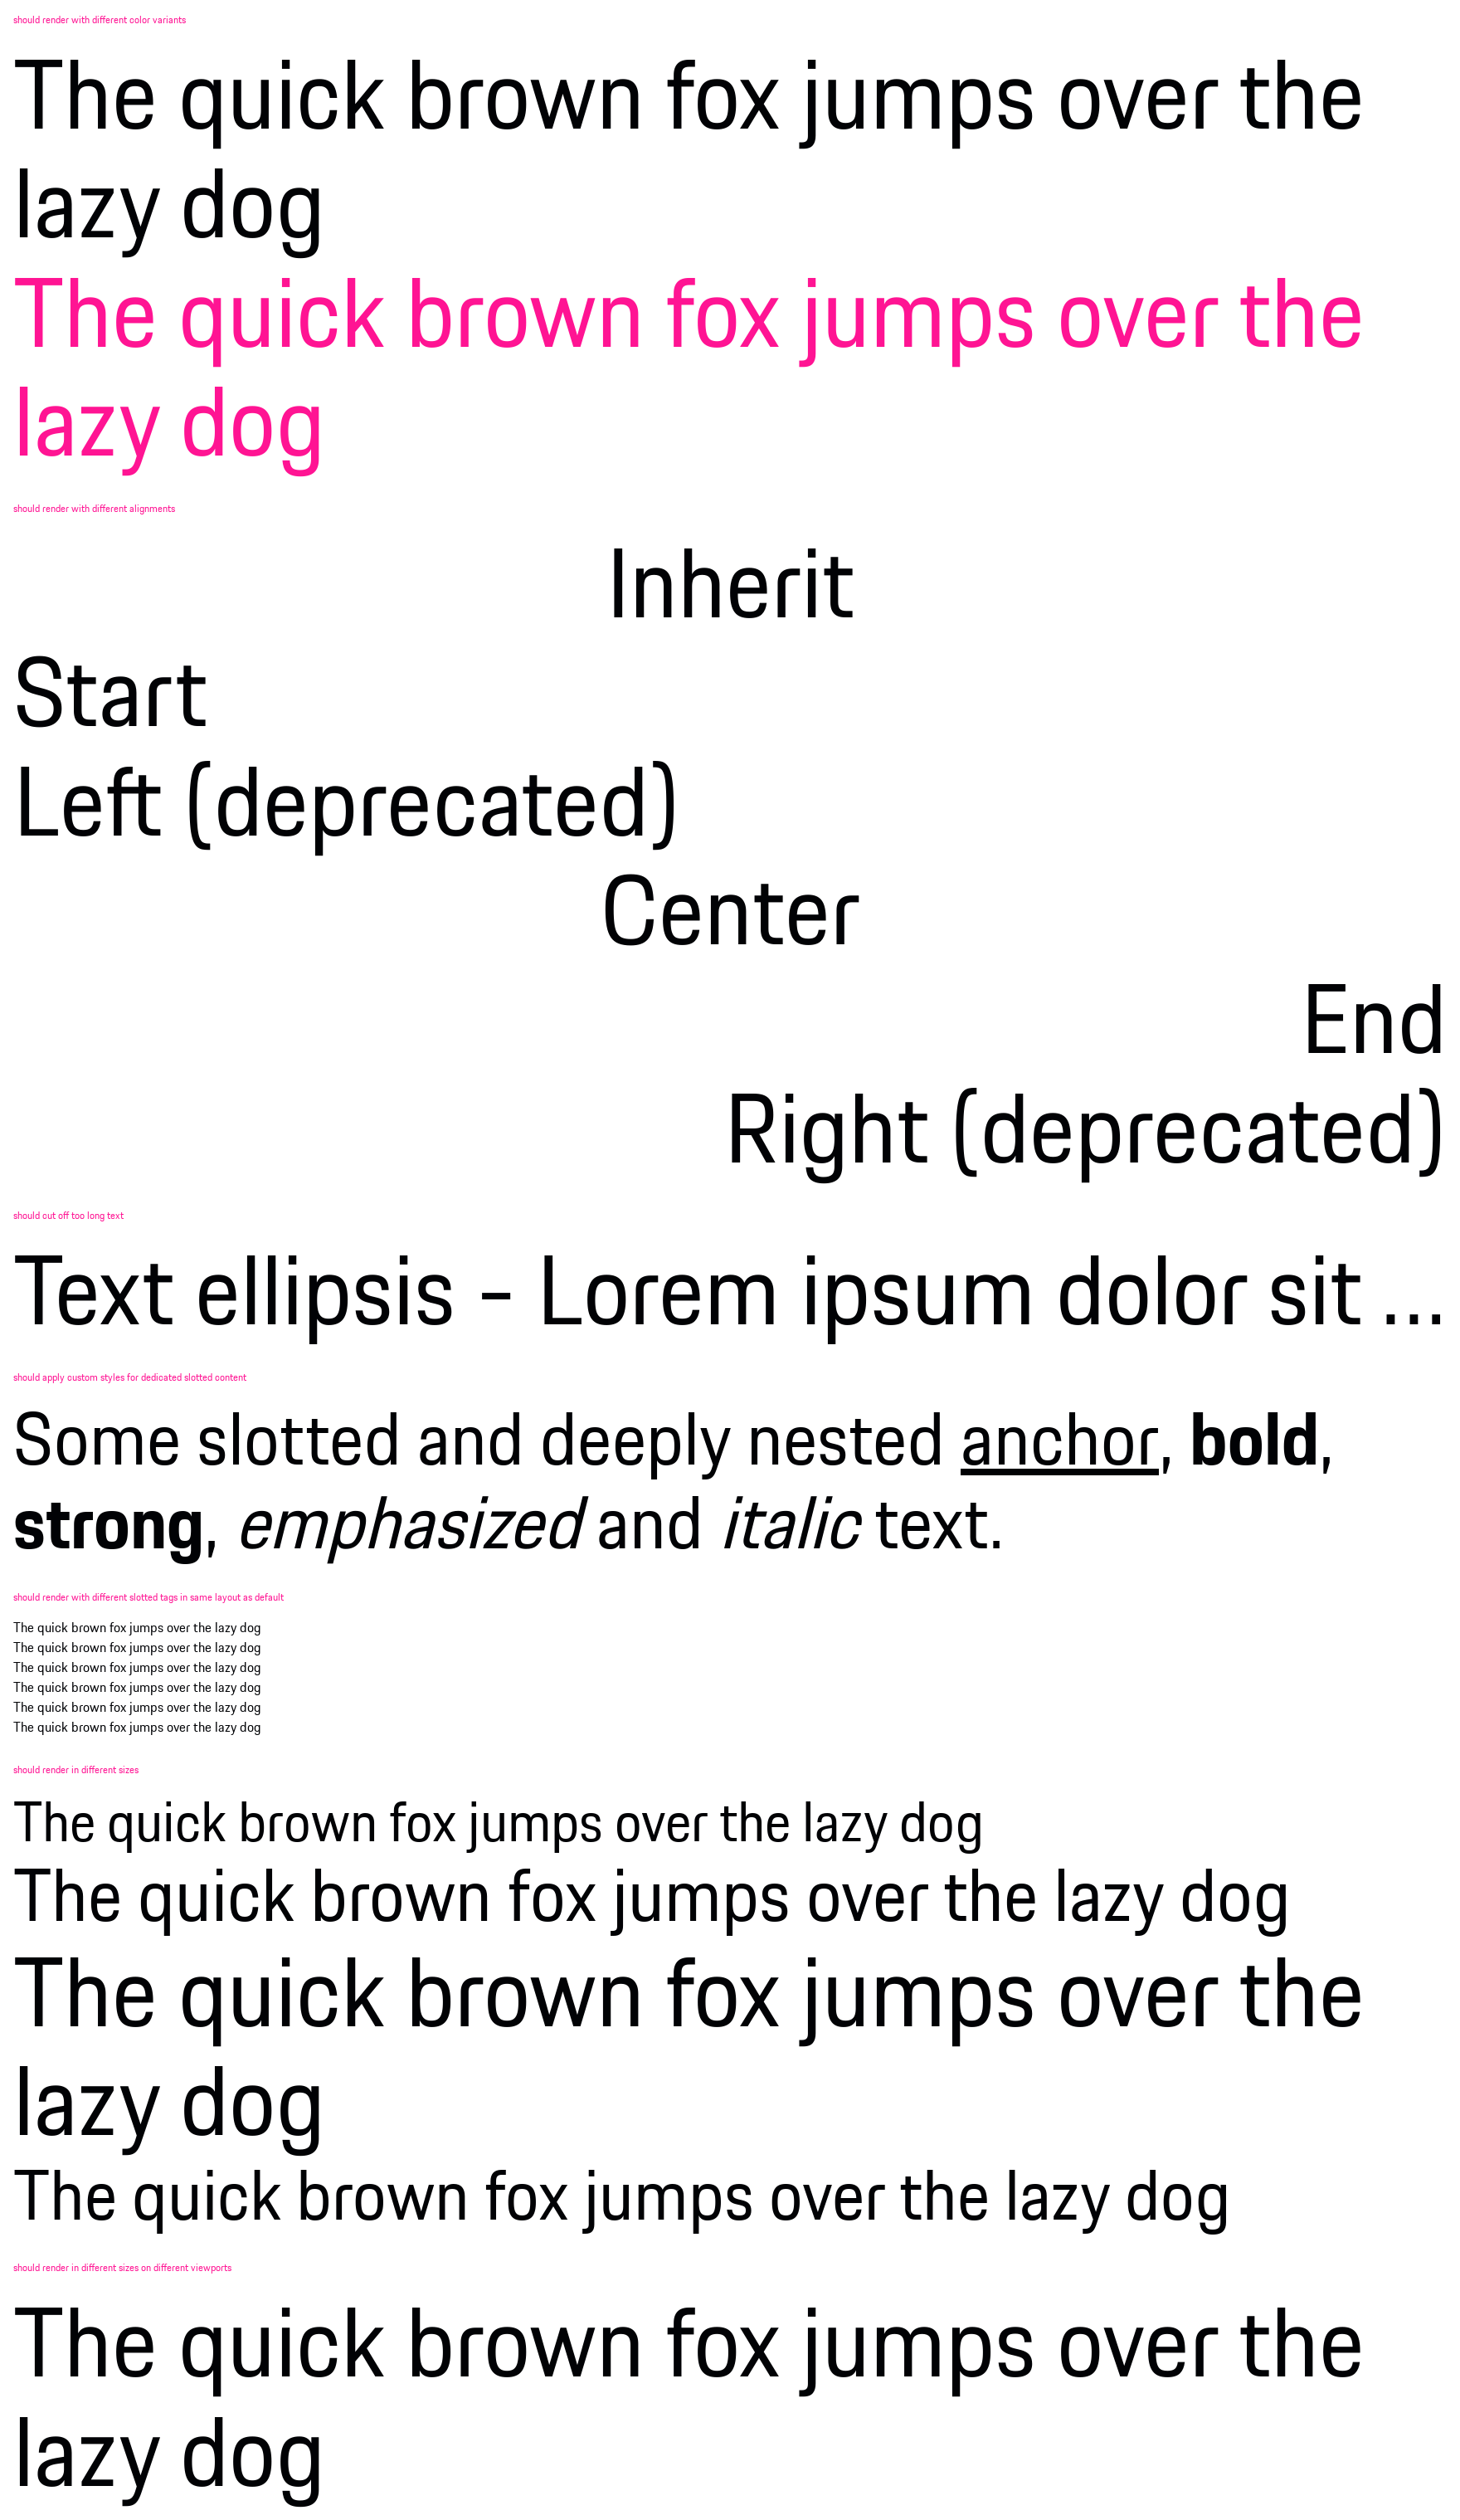 should render with different color variants
The quick brown fox jumps over the
lazy dog
The quick brown fox jumps over the
lazy dog
should render with different alignments
Inherit
Start
Left (deprecated)
Center
End
Right (deprecated)
should cut off too long text
Text ellipsis - Lorem ipsum dolor sit ...
should apply custom styles for dedicated slotted content
Some slotted and deeply nested anchor, bold,
strong, emphasized and italic text.
should render with different slotted tags in same layout as default
The quick brown fox jumps over the lazy dog
The quick brown fox jumps over the lazy dog
The quick brown fox jumps over the lazy dog
The quick brown fox jumps over the lazy dog
The quick brown fox jumps over the lazy dog
The quick brown fox jumps over the lazy dog
should render in different sizes
The quick brown fox jumps over the lazy dog
The quick brown fox jumps over the lazy dog
The quick brown fox jumps over the
lazy dog
The quick brown fox jumps over the lazy dog
should render in different sizes on different viewports
The quick brown fox jumps over the
lazy dog